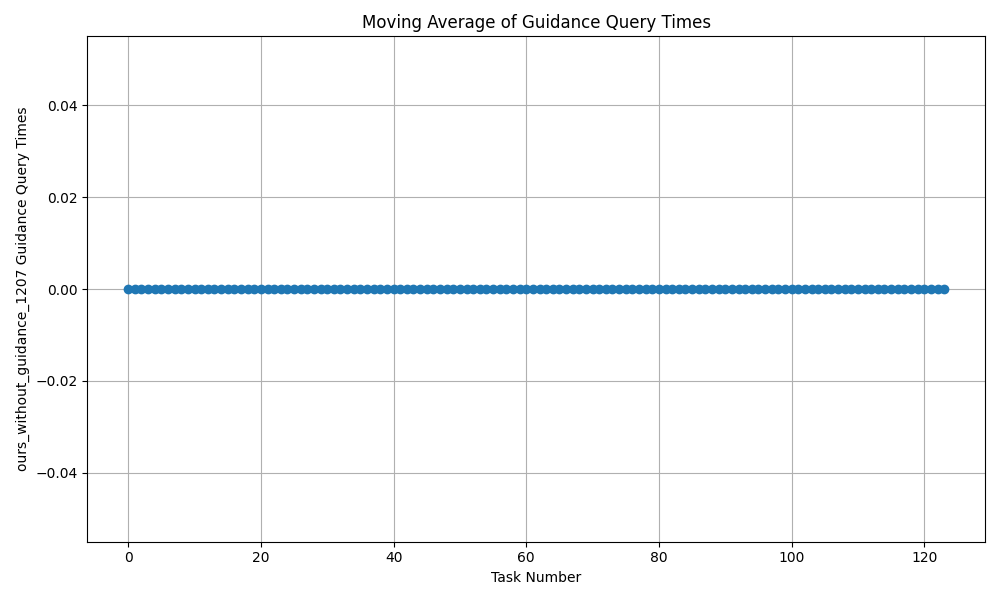 Moving Average of Guidance Query Times
ours_without_guidance_1207 Guidance Query Times
0.04
0.02
0.00
−0.02
−0.04
0 20 40 60 80 100 120
Task Number